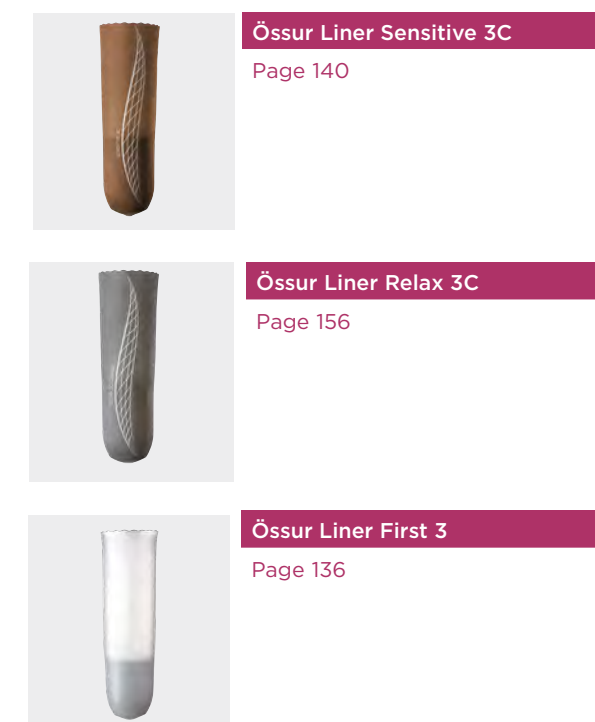 Össur Liner Sensitive 3C
Page 140
Össur Liner Relax 3C
Page 156
Össur Liner First 3
Page 136